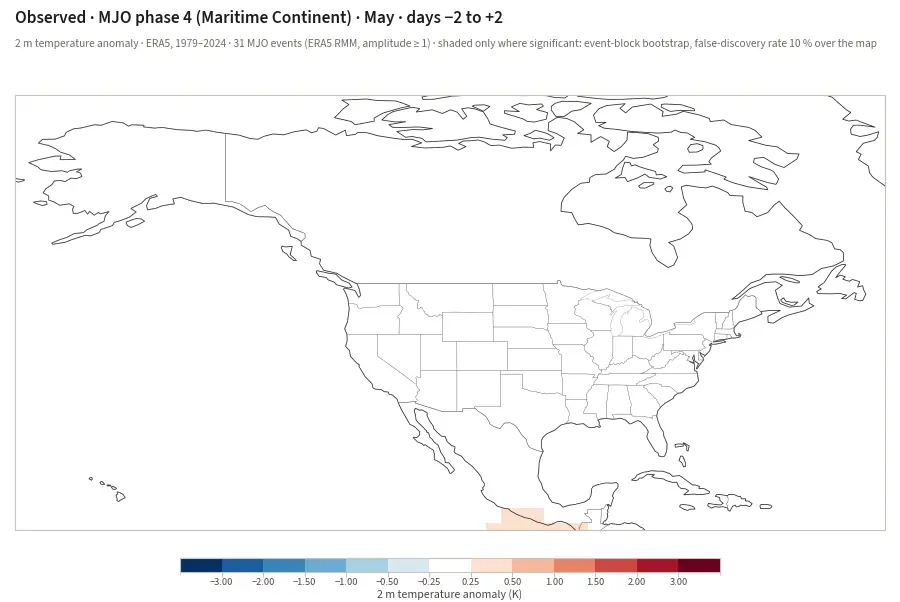 Observed · MJO phase 4 (Maritime Continent) · May · days −2 to +2
2 m temperature anomaly · ERA5, 1979–2024 · 31 MJO events (ERA5 RMM, amplitude ≥ 1) · shaded only where significant: event-block bootstrap, false-discovery rate 10 % over the map
−3.00 −2.00 −1.50 −1.00 −0.50 −0.25 0.25 0.50 1.00 1.50 2.00 3.00
2 m temperature anomaly (K)